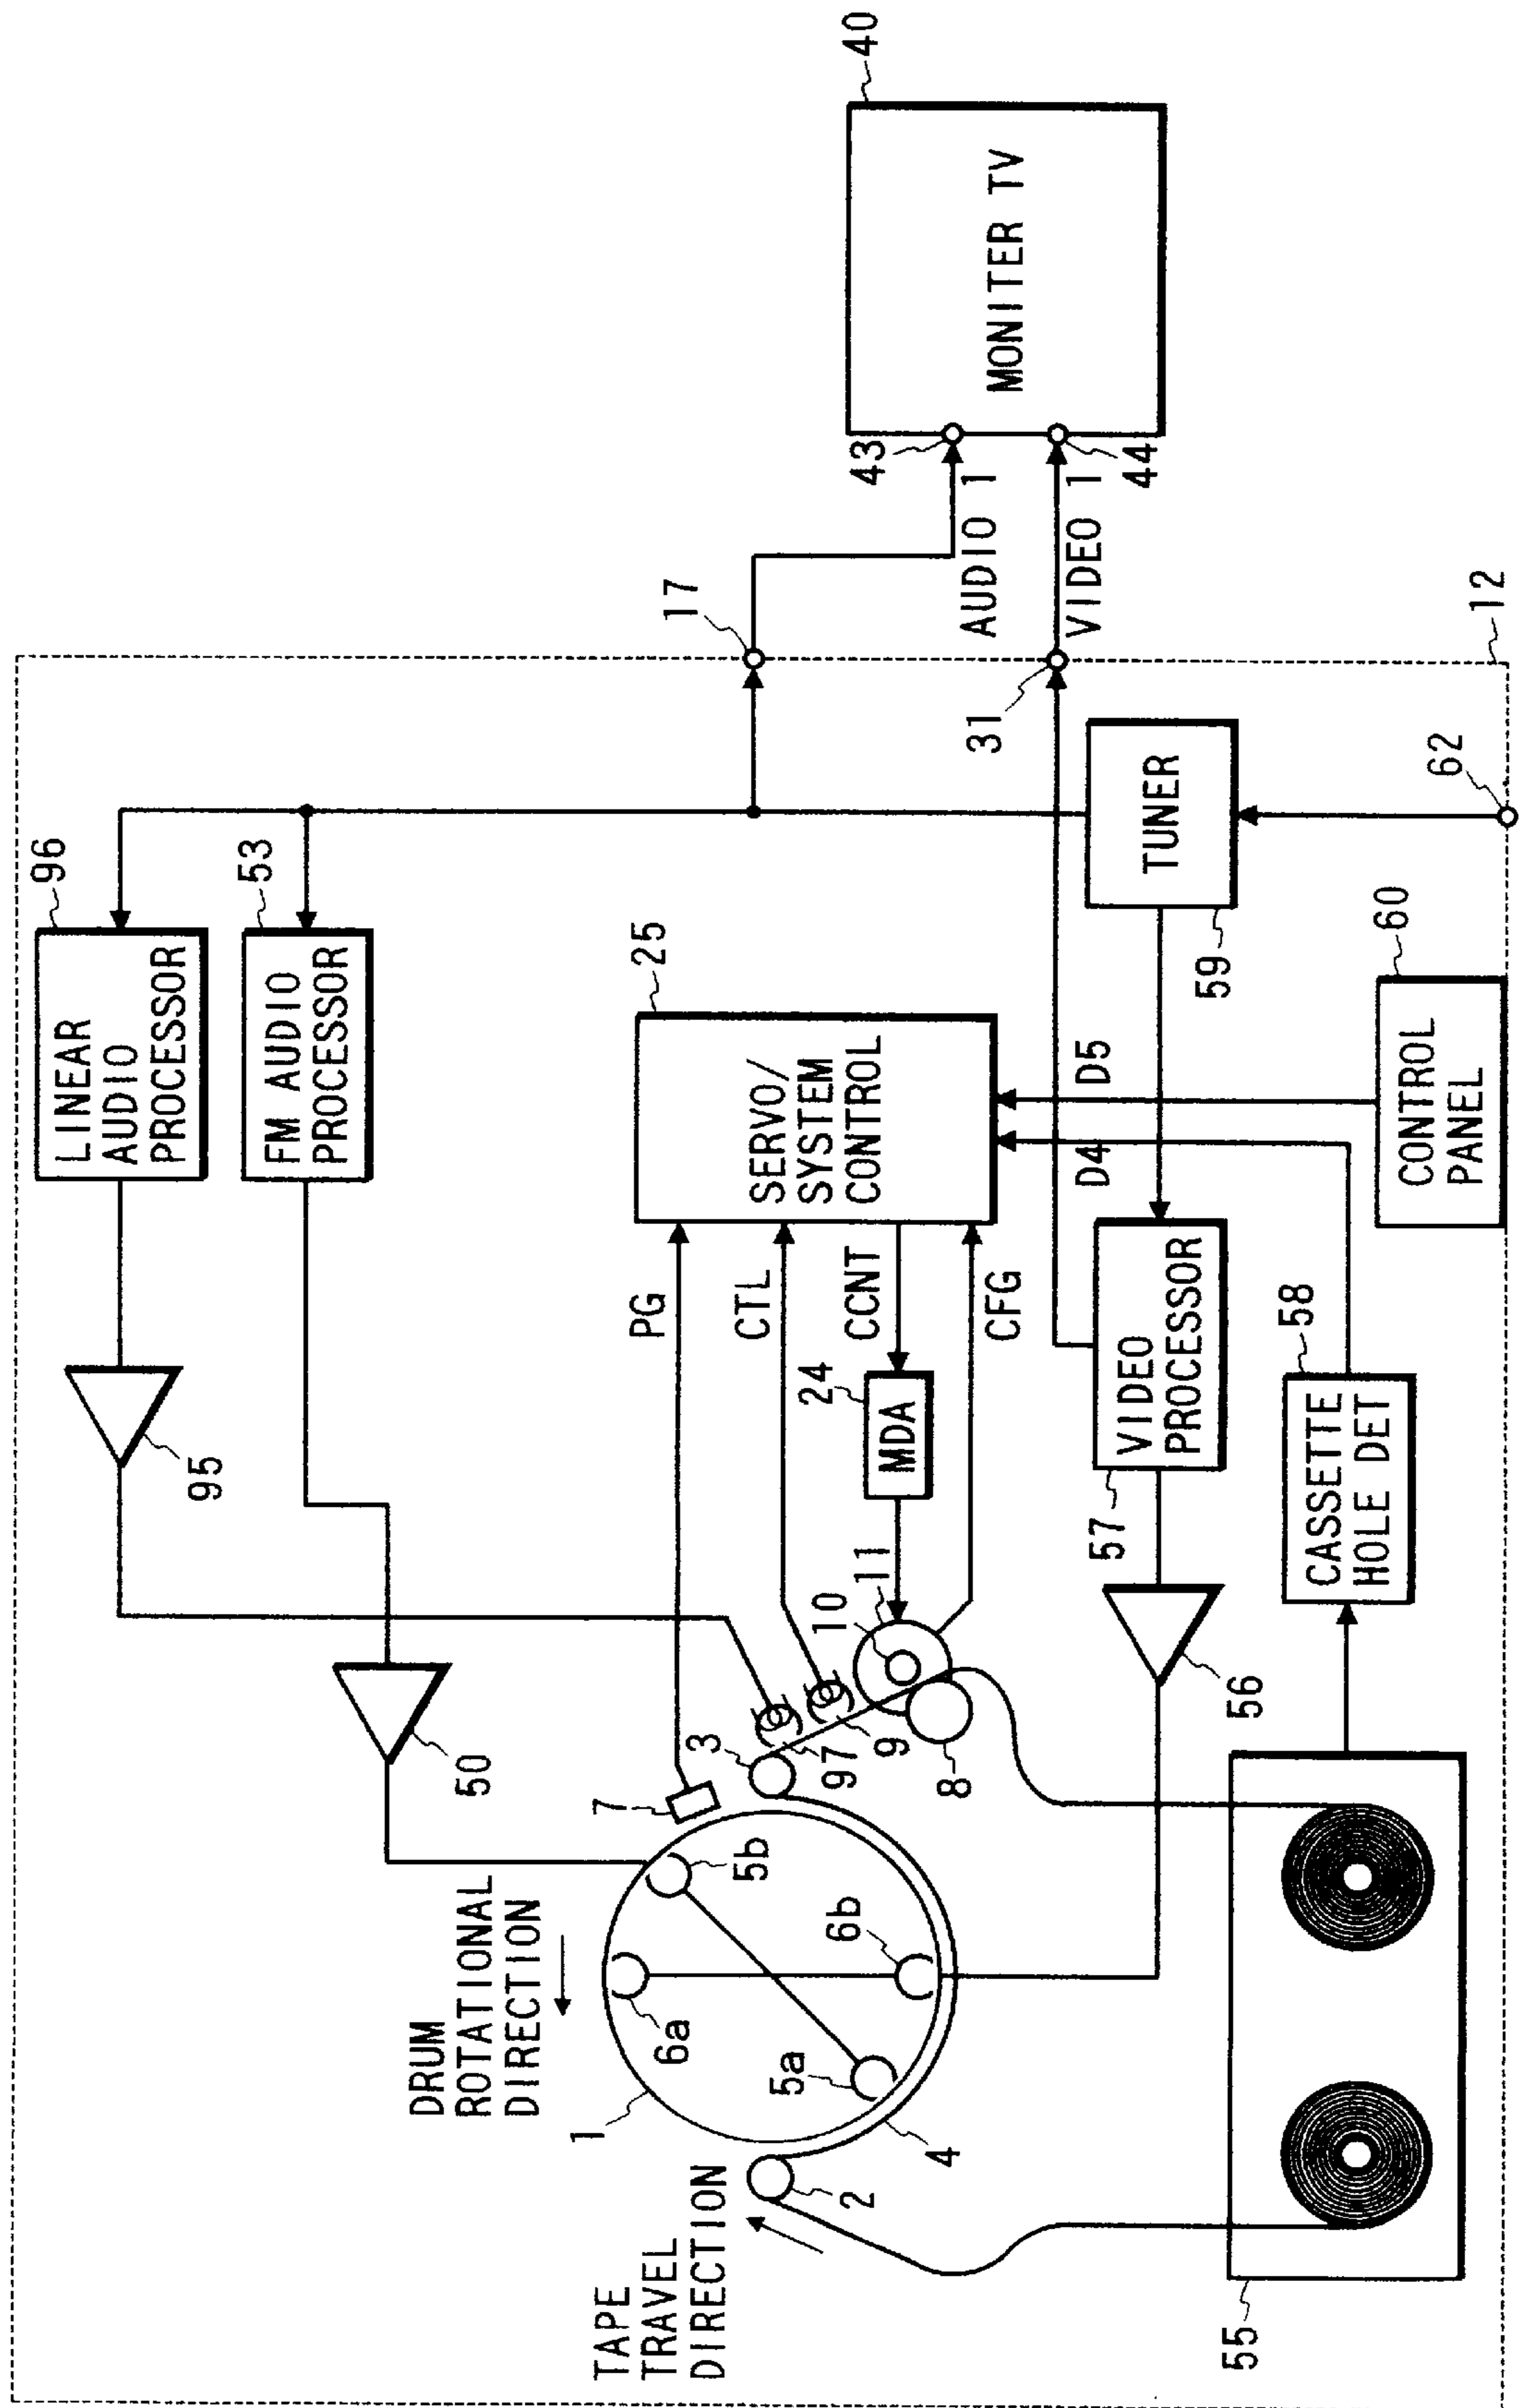 LINEAR
AUDIO
PROCESSOR
96
FM AUDIO
PROCESSOR
53
95
50
DRUM
ROTATIONAL
DIRECTION
TAPE
TRAVEL
DIRECTION
1
2
3
4
5a
5b
6a
6b
7
97
9
8
10
11
PG
CTL
CCNT
CFG
24
MDA
SERVO/
SYSTEM
CONTROL
25
17
AUDIO 1
VIDEO 1
31
43
44
MONITER TV
40
12
D4
D5
TUNER
59
62
VIDEO
PROCESSOR
57
56
CASSETTE
HOLE DET
58
CONTROL
PANEL
60
55